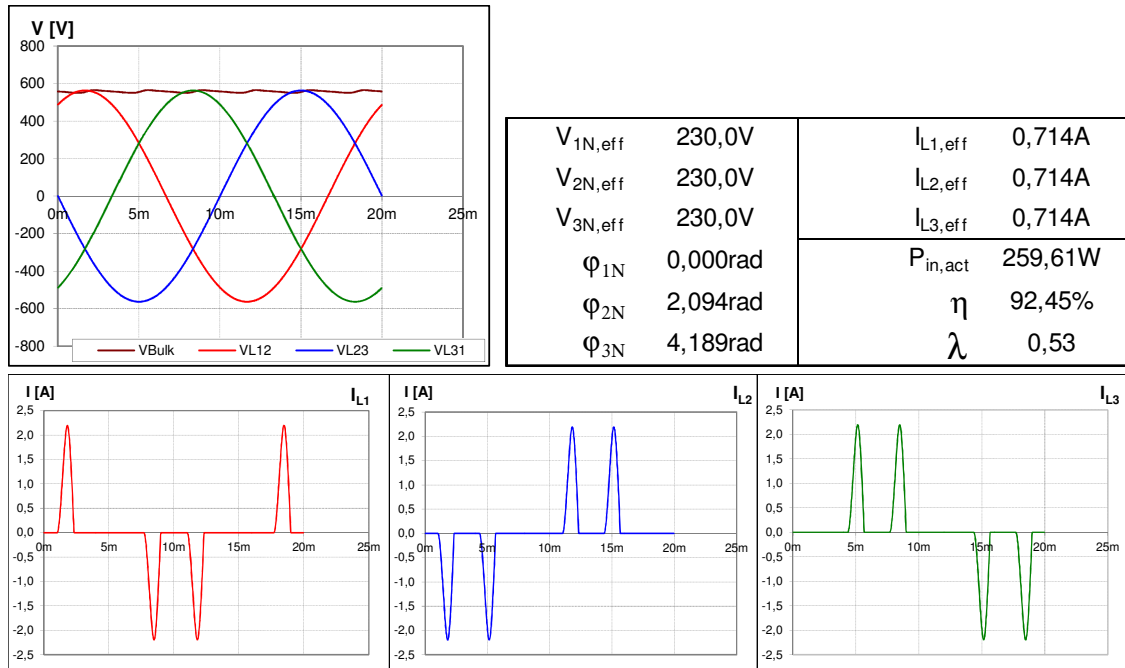 V [V]
800
600
400
200
0
-200
-400
-600
-800
0m 5m 10m 15m 20m 25m
VBulk VL12 VL23 VL31
V1N,eff 230,0V IL1,eff 0,714A
V2N,eff 230,0V IL2,eff 0,714A
V3N,eff 230,0V IL3,eff 0,714A
φ1N 0,000rad Pin,act 259,61W
φ2N 2,094rad η 92,45%
φ3N 4,189rad λ 0,53
I [A] IL1
2,5
2,0
1,5
1,0
0,5
0,0
-0,5
-1,0
-1,5
-2,0
-2,5
0m 5m 10m 15m 20m 25m
I [A] IL2
2,5
2,0
1,5
1,0
0,5
0,0
-0,5
-1,0
-1,5
-2,0
-2,5
0m 5m 10m 15m 20m 25m
I [A] IL3
2,5
2,0
1,5
1,0
0,5
0,0
-0,5
-1,0
-1,5
-2,0
-2,5
0m 5m 10m 15m 20m 25m